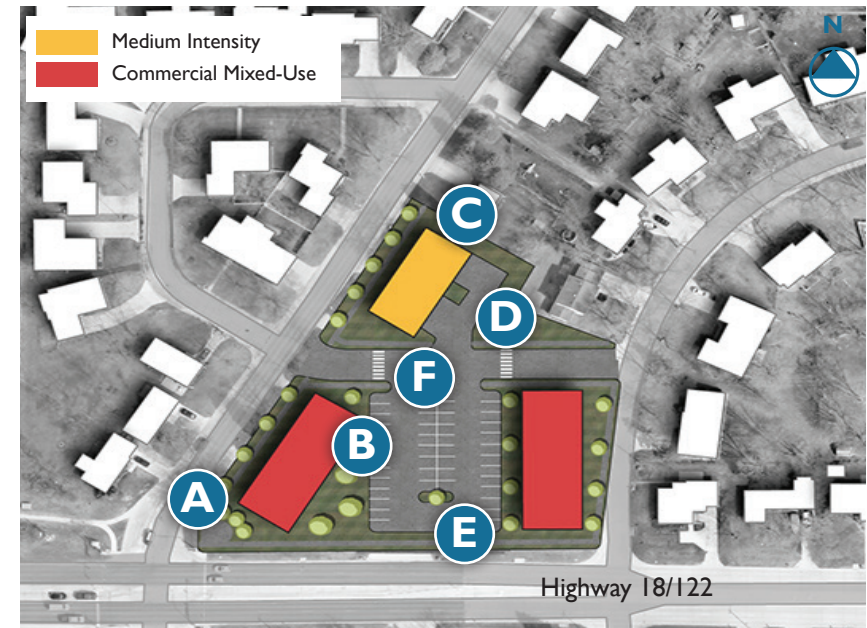 Medium Intensity
Commercial Mixed-Use
N
C
D
F
B
A
E
Highway 18/122